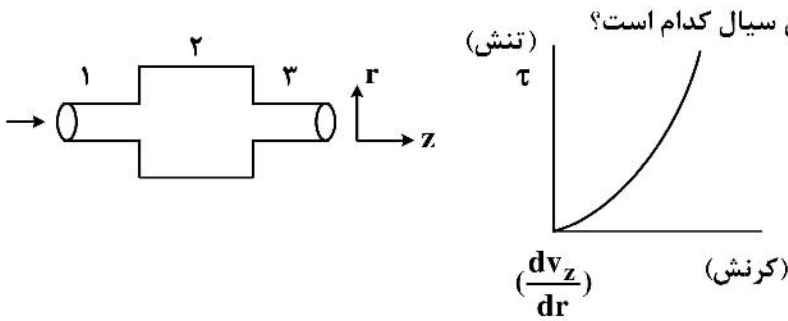 سیال کدام است؟
(تنش)
τ
۱
۲
۳
r
z
(کرنش)
(dv_z/dr)